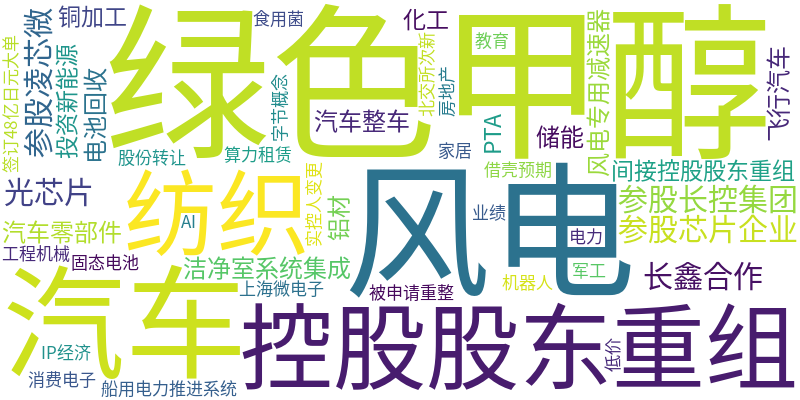 绿色甲醇
铜加工
食用菌
化工
教育
北交所次新
房地产
风电专用减速器
飞行汽车
签订48亿日元大单
参股凌芯微
投资新能源
电池回收
字节概念
汽车整车
PTA
储能
股份转让
算力租赁
家居
借壳预期
间接控股股东重组
光芯片
纺织
风电
参股长控集团
汽车零部件
AI
实控人变更
铝材
业绩
电力
参股芯片企业
工程机械
固态电池
洁净室系统集成
机器人
军工
长鑫合作
汽车
上海微电子
被申请重整
控股股东重组
IP经济
低价
消费电子
船用电力推进系统